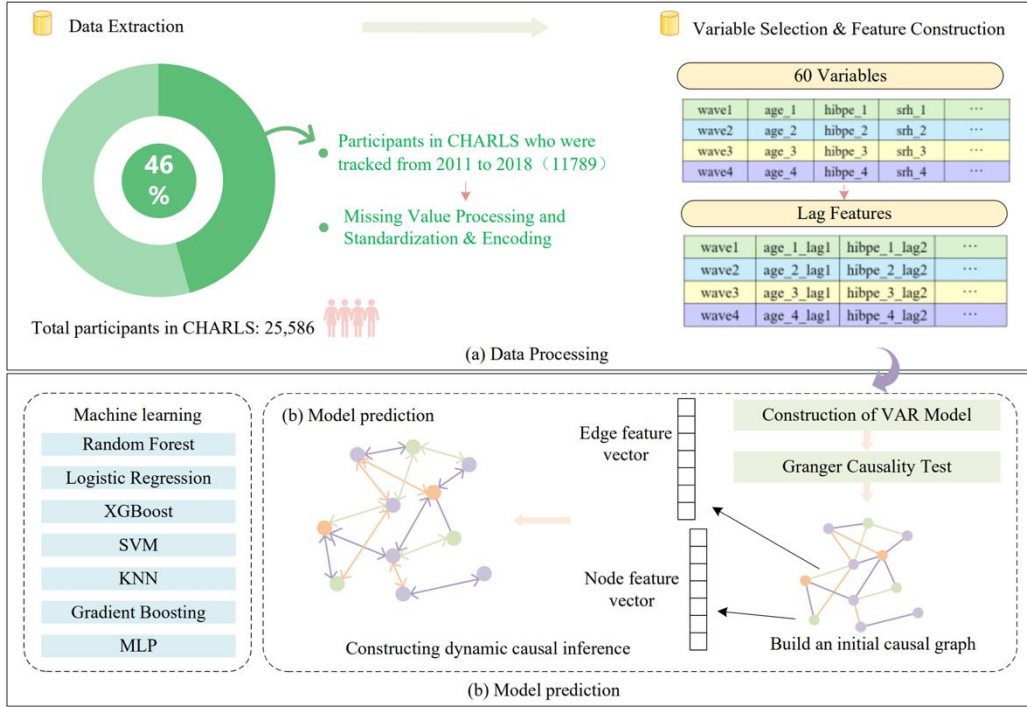 Data Extraction
Variable Selection & Feature Construction
46
%
Participants in CHARLS who were
tracked from 2011 to 2018（11789）
Missing Value Processing and
Standardization & Encoding
Total participants in CHARLS: 25,586
60 Variables
wave1 age_1 hibpe_1 srh_1 ...
wave2 age_2 hibpe_2 srh_2 ...
wave3 age_3 hibpe_3 srh_3 ...
wave4 age_4 hibpe_4 srh_4 ...
Lag Features
wave1 age_1_lag1 hibpe_1_lag2 ...
wave2 age_2_lag1 hibpe_2_lag2 ...
wave3 age_3_lag1 hibpe_3_lag2 ...
wave4 age_4_lag1 hibpe_4_lag2 ...
(a) Data Processing
Machine learning
Random Forest
Logistic Regression
XGBoost
SVM
KNN
Gradient Boosting
MLP
(b) Model prediction
Constructing dynamic causal inference
Edge feature
vector
Node feature
vector
Construction of VAR Model
Granger Causality Test
Build an initial causal graph
(b) Model prediction